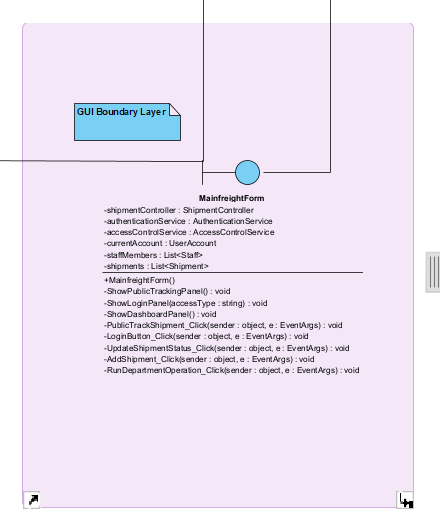 GUI Boundary Layer
MainfreightForm
-shipmentController : ShipmentController
-authenticationService : AuthenticationService
-accessControlService : AccessControlService
-currentAccount : UserAccount
-staffMembers : List<Staff>
-shipments : List<Shipment>
+MainfreightForm()
-ShowPublicTrackingPanel() : void
-ShowLoginPanel(accessType : string) : void
-ShowDashboardPanel() : void
-PublicTrackShipment_Click(sender : object, e : EventArgs) : void
-LoginButton_Click(sender : object, e : EventArgs) : void
-UpdateShipmentStatus_Click(sender : object, e : EventArgs) : void
-AddShipment_Click(sender : object, e : EventArgs) : void
-RunDepartmentOperation_Click(sender : object, e : EventArgs) : void